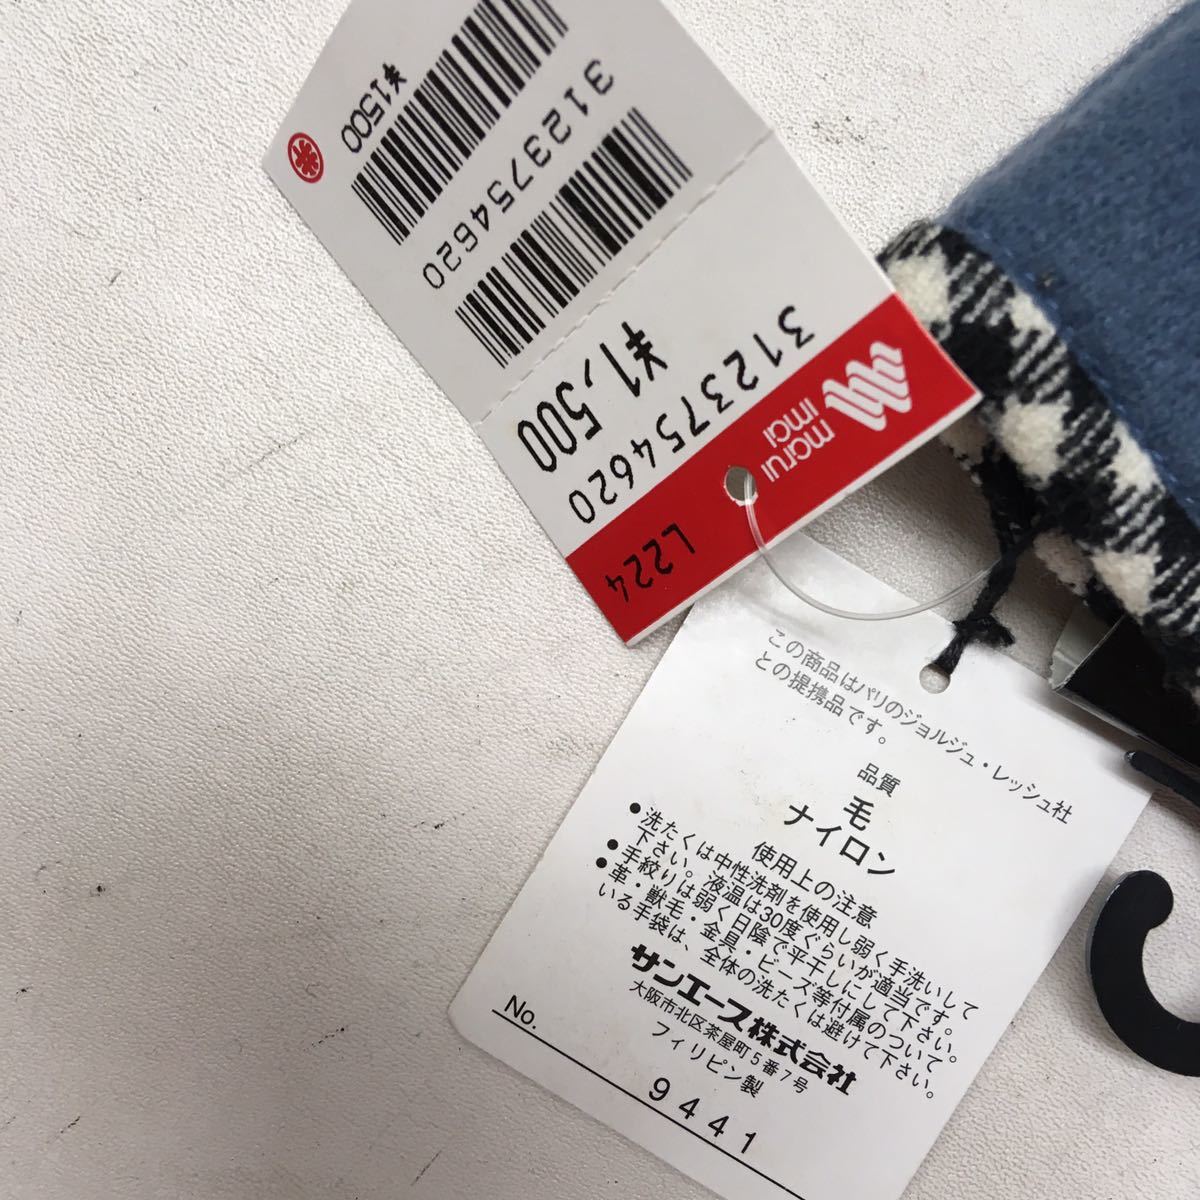 ¥1500
3123754620
¥1,500
3123754620
marui
imai
L224
この商品はパリのジョルジュ・レッシュ社
との提携品です。
品質
毛
ナイロン
使用上の注意
●洗たくは中性洗剤を使用し弱く手洗いして
下さい。液温は30度ぐらいが適当です。
●手絞りは弱く日陰で平干しにして下さい。
●革・獣毛・金具・ビーズ等付属のついて
いる手袋は、全体の洗たくは避けて下さい。
サンエース株式会社
大阪市北区茶屋町5番7号
フィリピン製
No. 9441